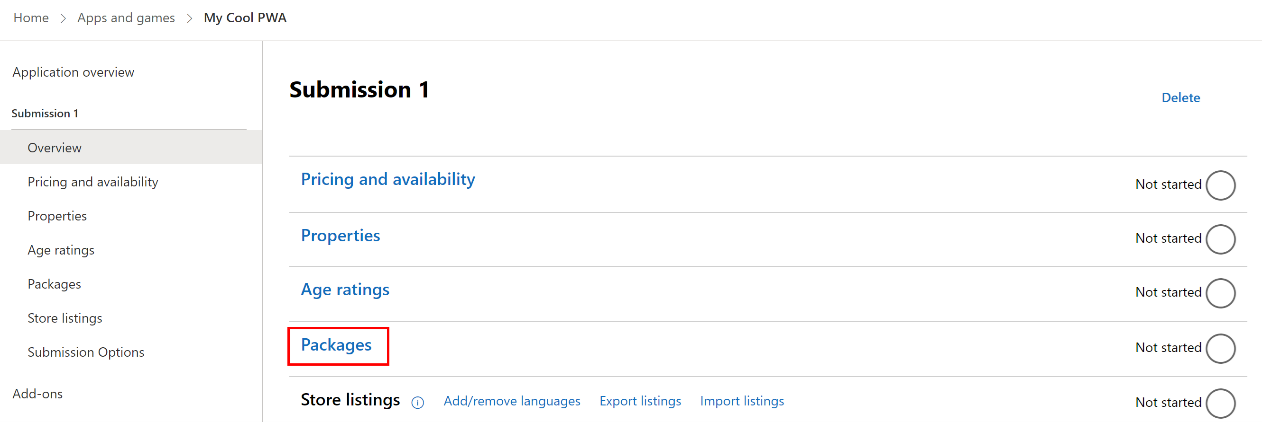 Home > Apps and games > My Cool PWA
Application overview
Submission 1
Overview
Pricing and availability
Properties
Age ratings
Packages
Store listings
Submission Options
Add-ons
Submission 1
Delete
Pricing and availability Not started
Properties Not started
Age ratings Not started
Packages Not started
Store listings Add/remove languages Export listings Import listings Not started